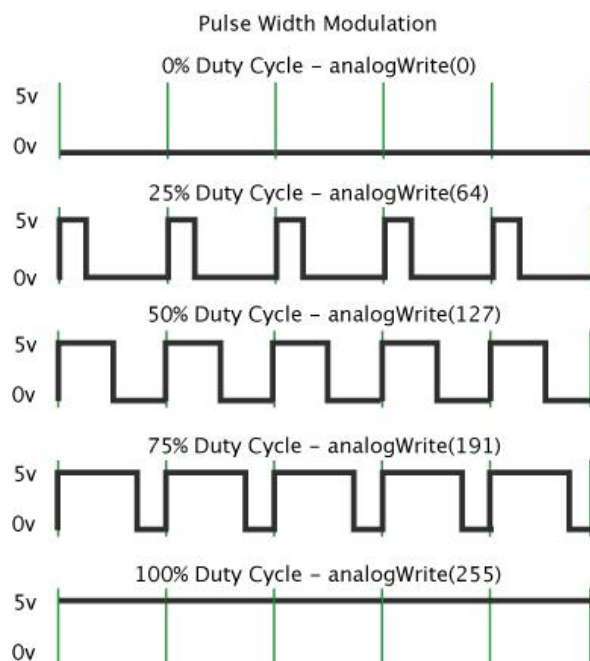 Pulse Width Modulation
0% Duty Cycle – analogWrite(0)
5v
0v
25% Duty Cycle – analogWrite(64)
5v
0v
50% Duty Cycle – analogWrite(127)
5v
0v
75% Duty Cycle – analogWrite(191)
5v
0v
100% Duty Cycle – analogWrite(255)
5v
0v